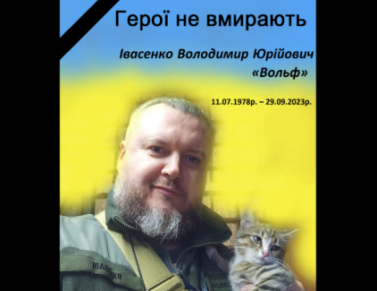 Герої не вмирають
Івасенко Володимир Юрійович
«Вольф»
11.07.1978р. – 29.09.2023р.